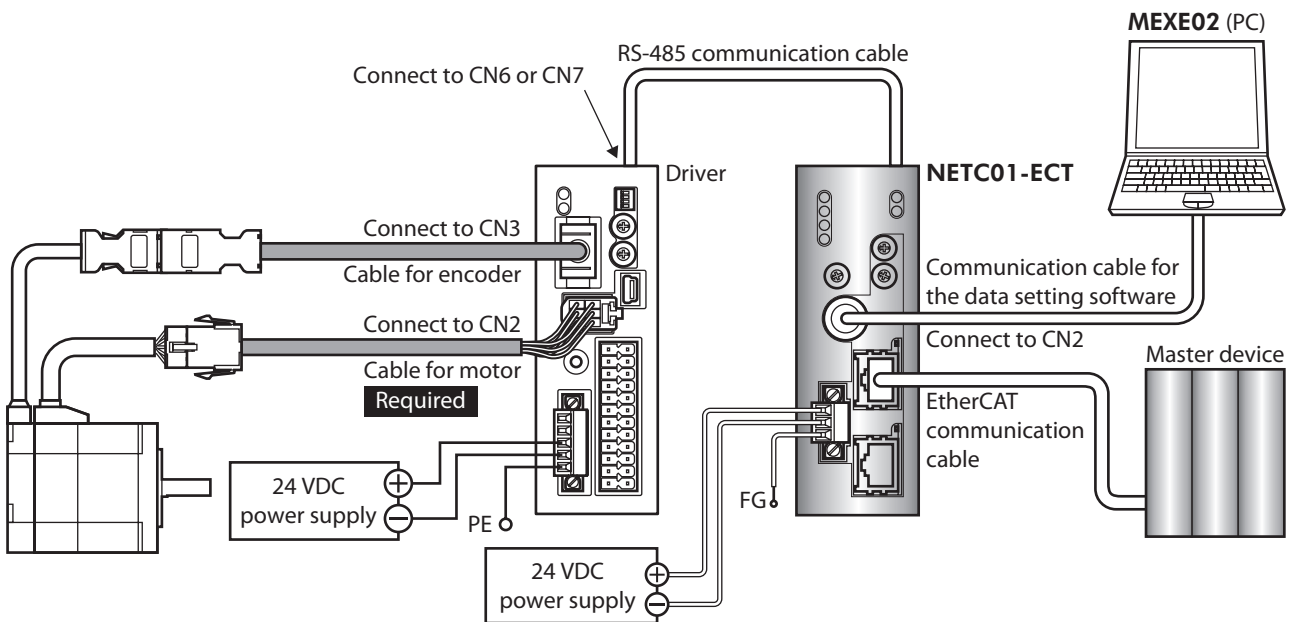 MEXE02 (PC)
RS-485 communication cable
Connect to CN6 or CN7
Driver
NETC01-ECT
Connect to CN3
Cable for encoder
Communication cable for
the data setting software
Connect to CN2
Connect to CN2
Cable for motor
Required
Master device
EtherCAT
communication
cable
24 VDC
power supply
+
−
PE
FG
24 VDC
power supply
+
−